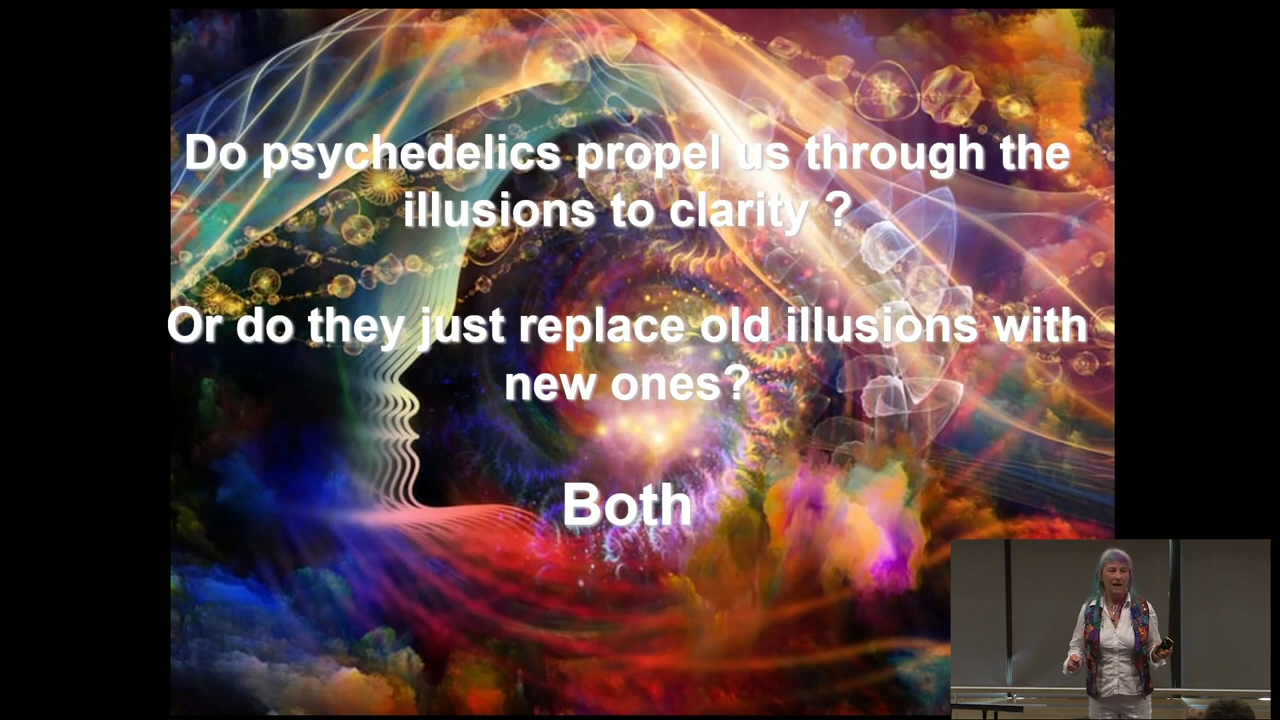 Do psychedelics propel us through the
illusions to clarity ?
Or do they just replace old illusions with
new ones?
Both